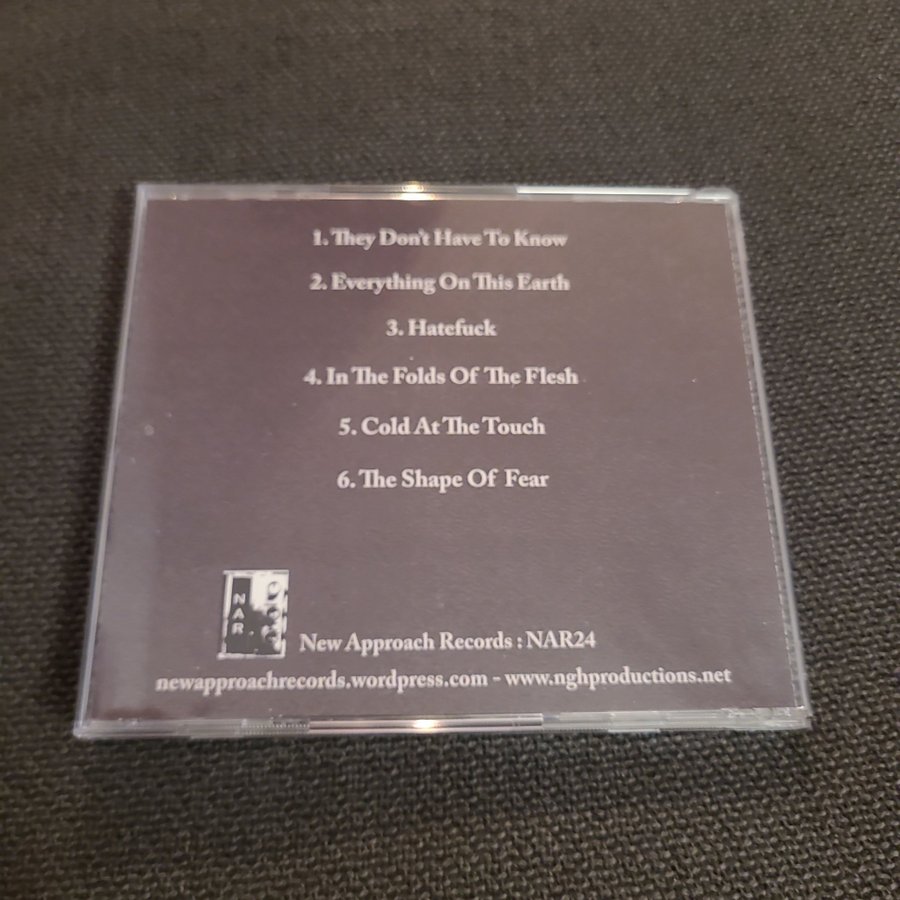 1. They Don't Have To Know
2. Everything On This Earth
3. Hatefuck
4. In The Folds Of The Flesh
5. Cold At The Touch
6. The Shape Of Fear
NAR
New Approach Records : NAR24
newapproachrecords.wordpress.com - www.nghproductions.net